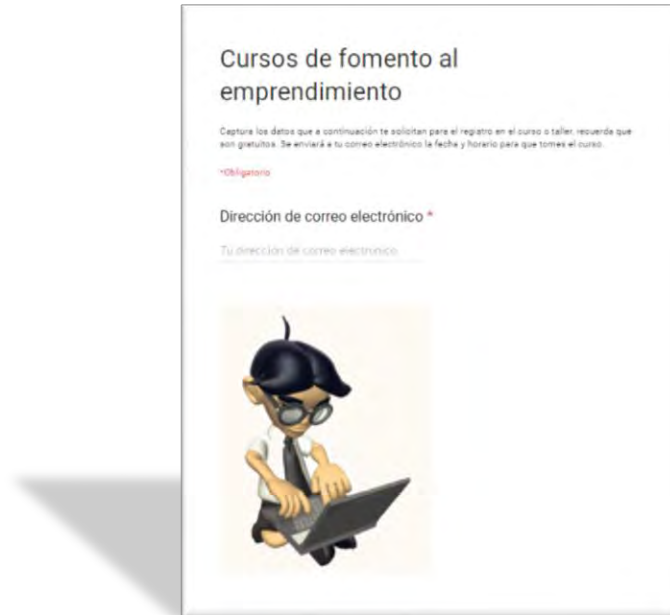 Cursos de fomento al
emprendimiento
Captura los datos que a continuación te solicitan para el registro en el curso o taller, recuerda que
son gratuitos. Se enviará a tu correo electrónico la fecha y horario para que tomes el curso.
*Obligatorio
Dirección de correo electrónico *
Tu dirección de correo electrónico